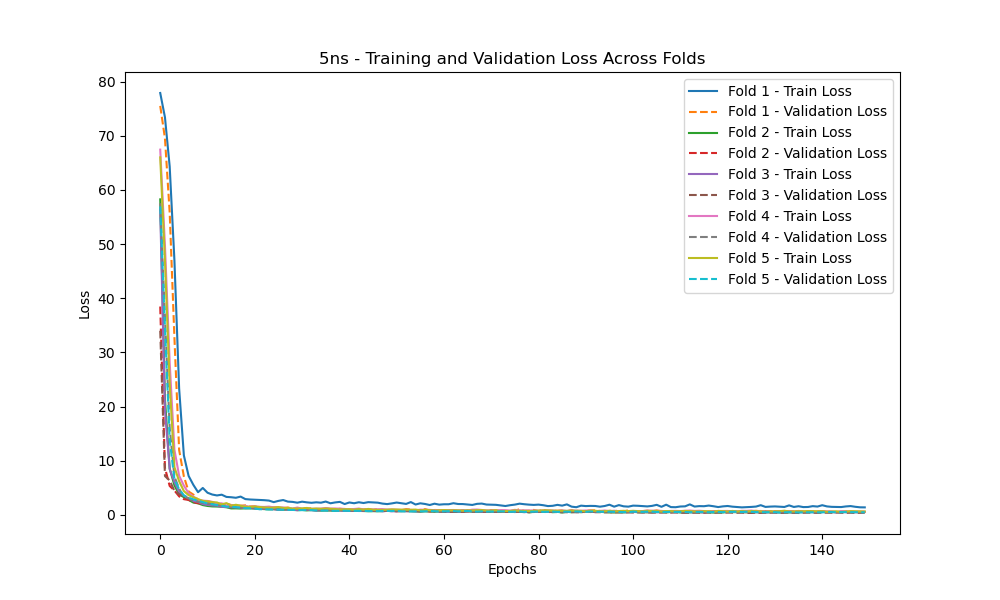 5ns - Training and Validation Loss Across Folds
Fold 1 - Train Loss
Fold 1 - Validation Loss
Fold 2 - Train Loss
Fold 2 - Validation Loss
Fold 3 - Train Loss
Fold 3 - Validation Loss
Fold 4 - Train Loss
Fold 4 - Validation Loss
Fold 5 - Train Loss
Fold 5 - Validation Loss
Loss
80
70
60
50
40
30
20
10
0
0 20 40 60 80 100 120 140
Epochs